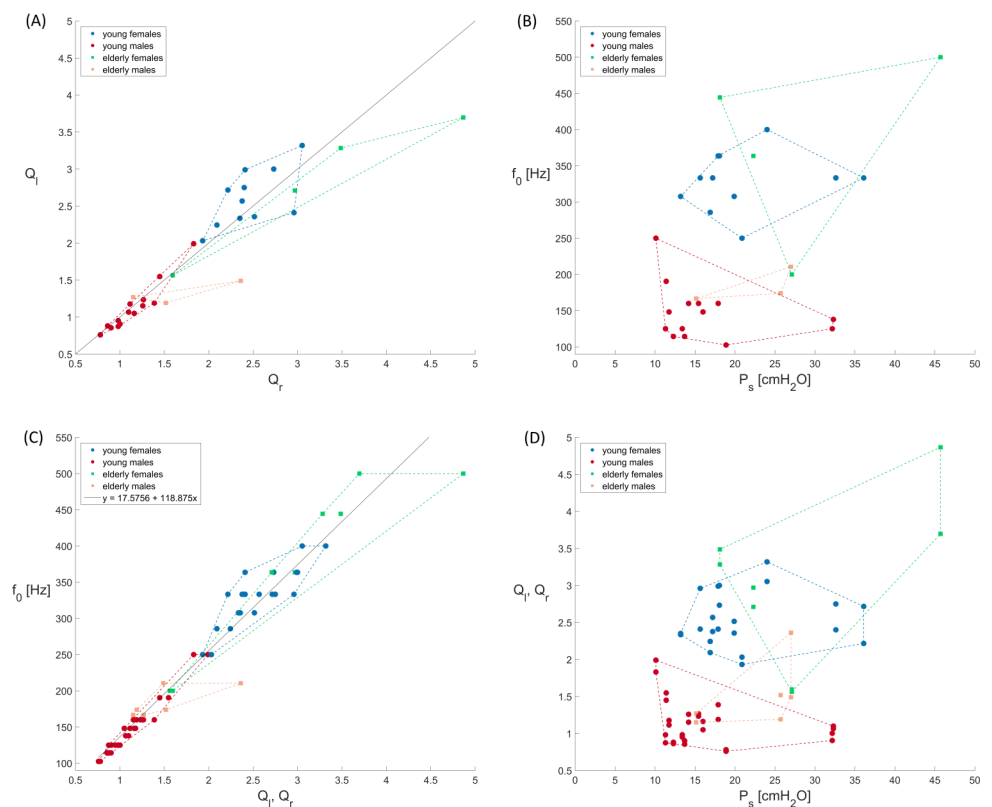 (A)
young females
young males
elderly females
elderly males
5
4.5
4
3.5
3
2.5
2
1.5
1
0.5
Q_l
0.5 1 1.5 2 2.5 3 3.5 4 4.5 5
Q_r
(B)
young females
young males
elderly females
elderly males
550
500
450
400
350
300
250
200
150
100
f_0 [Hz]
0 5 10 15 20 25 30 35 40 45 50
P_s [cmH_2O]
(C)
young females
young males
elderly females
elderly males
y = 17.5756 + 118.875x
550
500
450
400
350
300
250
200
150
100
f_0 [Hz]
0.5 1 1.5 2 2.5 3 3.5 4 4.5 5
Q_l, Q_r
(D)
young females
young males
elderly females
elderly males
5
4.5
4
3.5
3
2.5
2
1.5
1
0.5
Q_l, Q_r
0 5 10 15 20 25 30 35 40 45 50
P_s [cmH_2O]